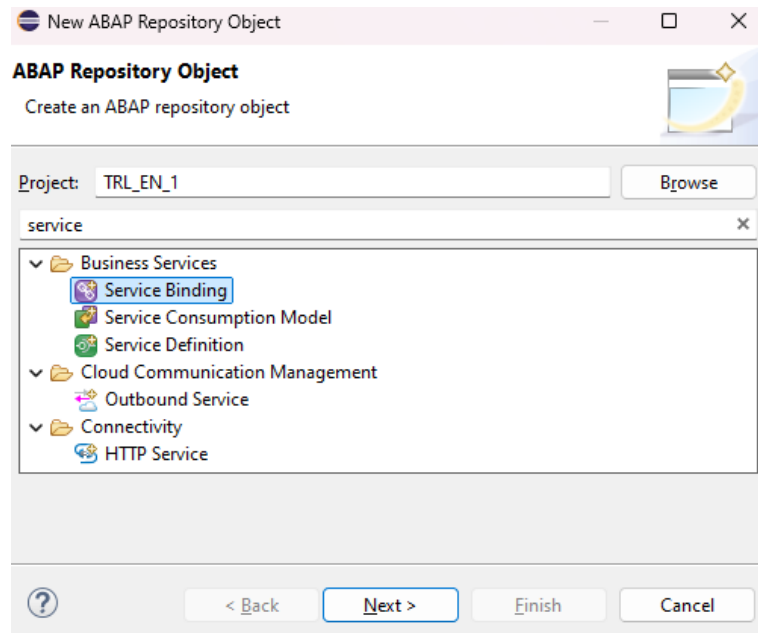 New ABAP Repository Object
ABAP Repository Object
Create an ABAP repository object
Project: TRL_EN_1 Browse
service
Business Services
Service Binding
Service Consumption Model
Service Definition
Cloud Communication Management
Outbound Service
Connectivity
HTTP Service
? < Back Next > Finish Cancel